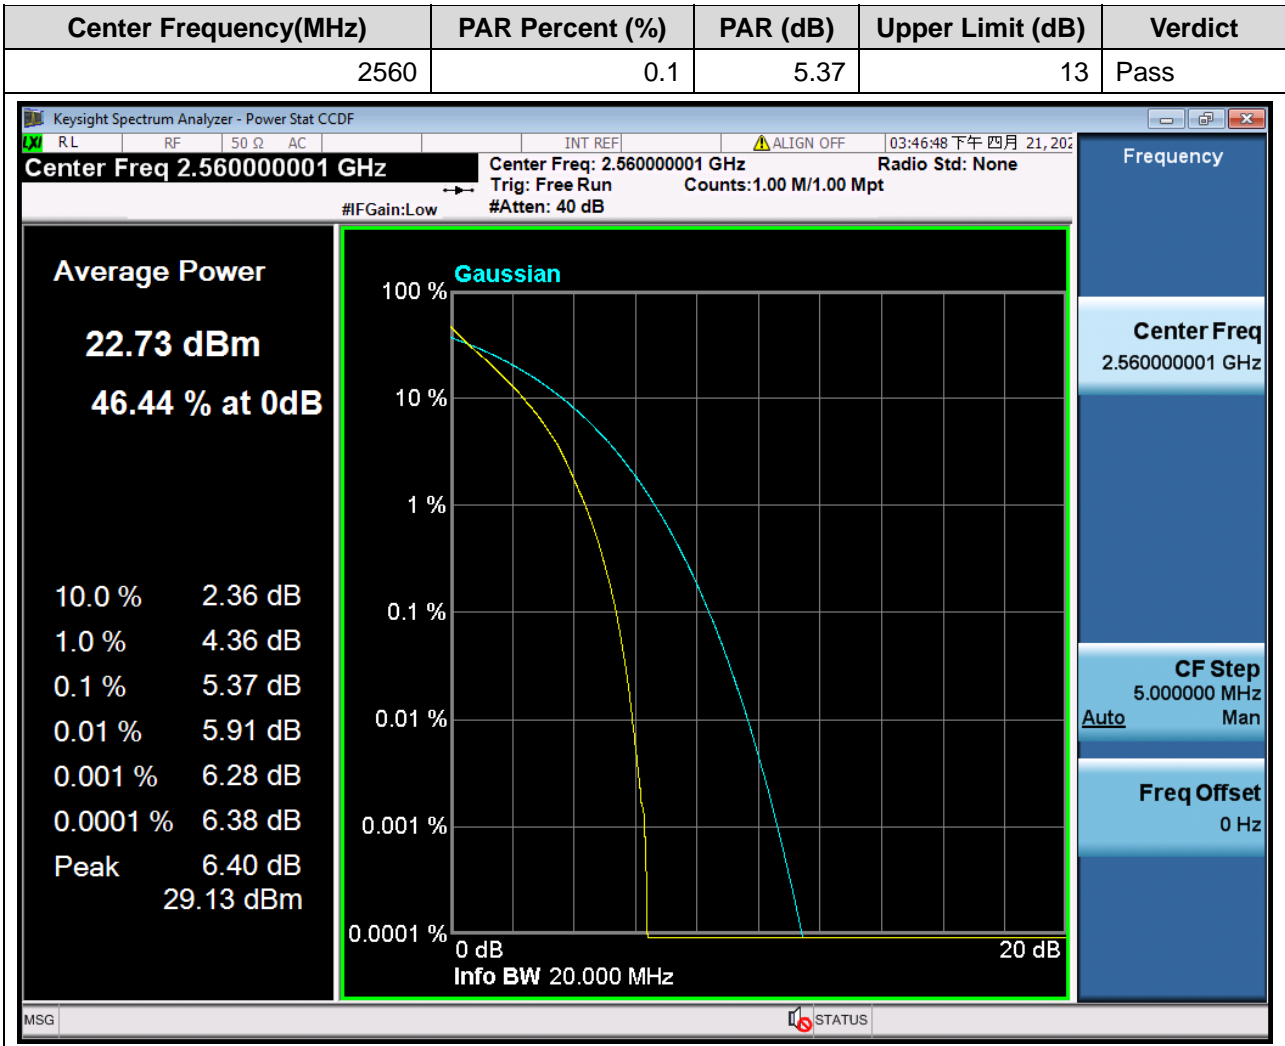 Center Frequency(MHz) PAR Percent (%) PAR (dB) Upper Limit (dB) Verdict
2560 0.1 5.37 13 Pass
Keysight Spectrum Analyzer - Power Stat CCDF
LXI RL RF 50 Ω AC INT REF ALIGN OFF 03:46:48 下午 四月 21, 202
Center Freq 2.560000001 GHz
Center Freq: 2.560000001 GHz Radio Std: None
Trig: Free Run Counts:1.00 M/1.00 Mpt
#IFGain:Low #Atten: 40 dB
Average Power
22.73 dBm
46.44 % at 0dB
10.0 % 2.36 dB
1.0 % 4.36 dB
0.1 % 5.37 dB
0.01 % 5.91 dB
0.001 % 6.28 dB
0.0001 % 6.38 dB
Peak 6.40 dB
29.13 dBm
Gaussian
100 %
10 %
1 %
0.1 %
0.01 %
0.001 %
0.0001 %
0 dB 20 dB
Info BW 20.000 MHz
Frequency
Center Freq
2.560000001 GHz
CF Step
5.000000 MHz
Auto Man
Freq Offset
0 Hz
MSG STATUS